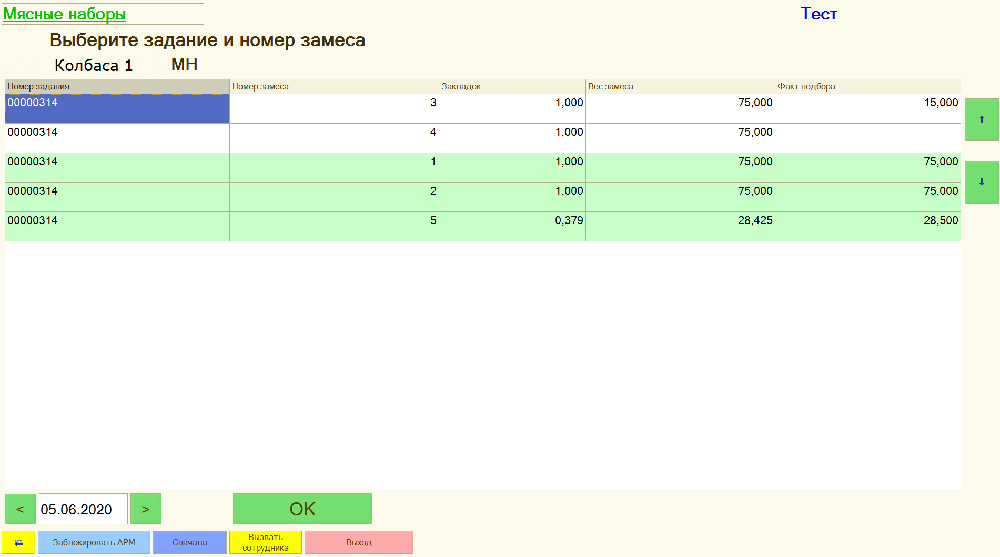 Мясные наборы
Тест
Выберите задание и номер замеса
Колбаса 1 МН
Номер задания Номер замеса Закладок Вес замеса Факт подбора
00000314 3 1,000 75,000 15,000
00000314 4 1,000 75,000
00000314 1 1,000 75,000 75,000
00000314 2 1,000 75,000 75,000
00000314 5 0,379 28,425 28,500
< 05.06.2020 > OK
Заблокировать АРМ Сначала Вызвать сотрудника Выход